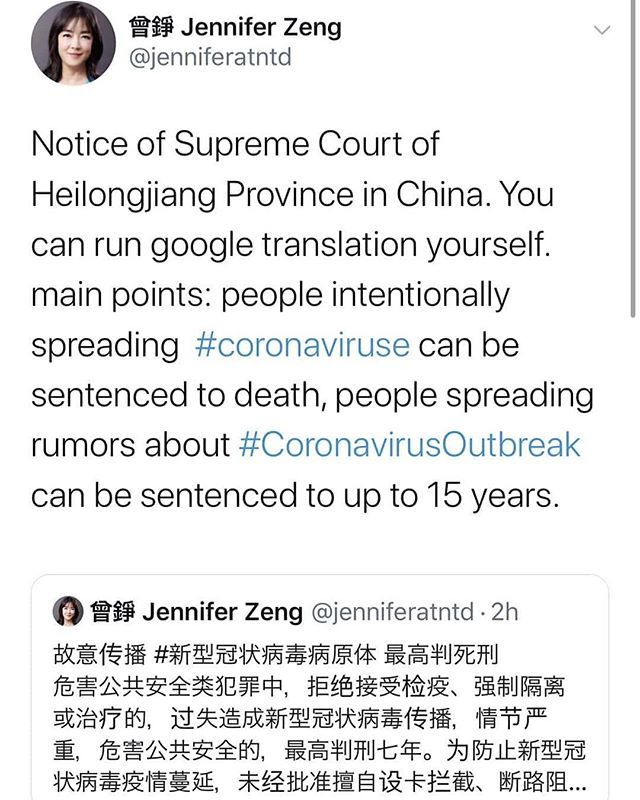 曾錚 Jennifer Zeng
@jenniferatntd
Notice of Supreme Court of
Heilongjiang Province in China. You
can run google translation yourself.
main points: people intentionally
spreading #coronaviruse can be
sentenced to death, people spreading
rumors about #CoronavirusOutbreak
can be sentenced to up to 15 years.
曾錚 Jennifer Zeng @jenniferatntd · 2h
故意传播 #新型冠状病毒病原体 最高判死刑
危害公共安全类犯罪中，拒绝接受检疫、强制隔离
或治疗的，过失造成新型冠状病毒传播，情节严
重，危害公共安全的，最高判刑七年。为防止新型冠
状病毒疫情蔓延，未经批准擅自设卡拦截、断路阻...